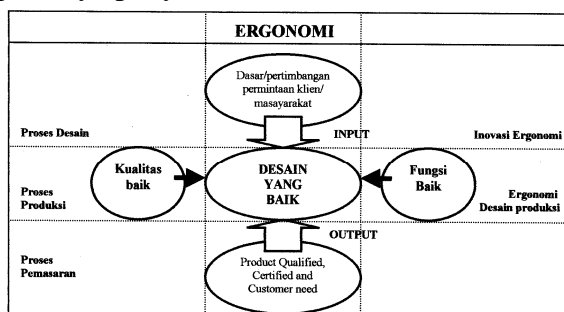 ERGONOMI
Dasar/pertimbangan
permintaan klien/
masayarakat
Proses Desain
INPUT
Inovasi Ergonomi
Kualitas
baik
DESAIN
YANG
BAIK
Fungsi
Baik
Proses
Produksi
Ergonomi
Desain produksi
OUTPUT
Proses
Pemasaran
Product Qualified,
Certified and
Customer need